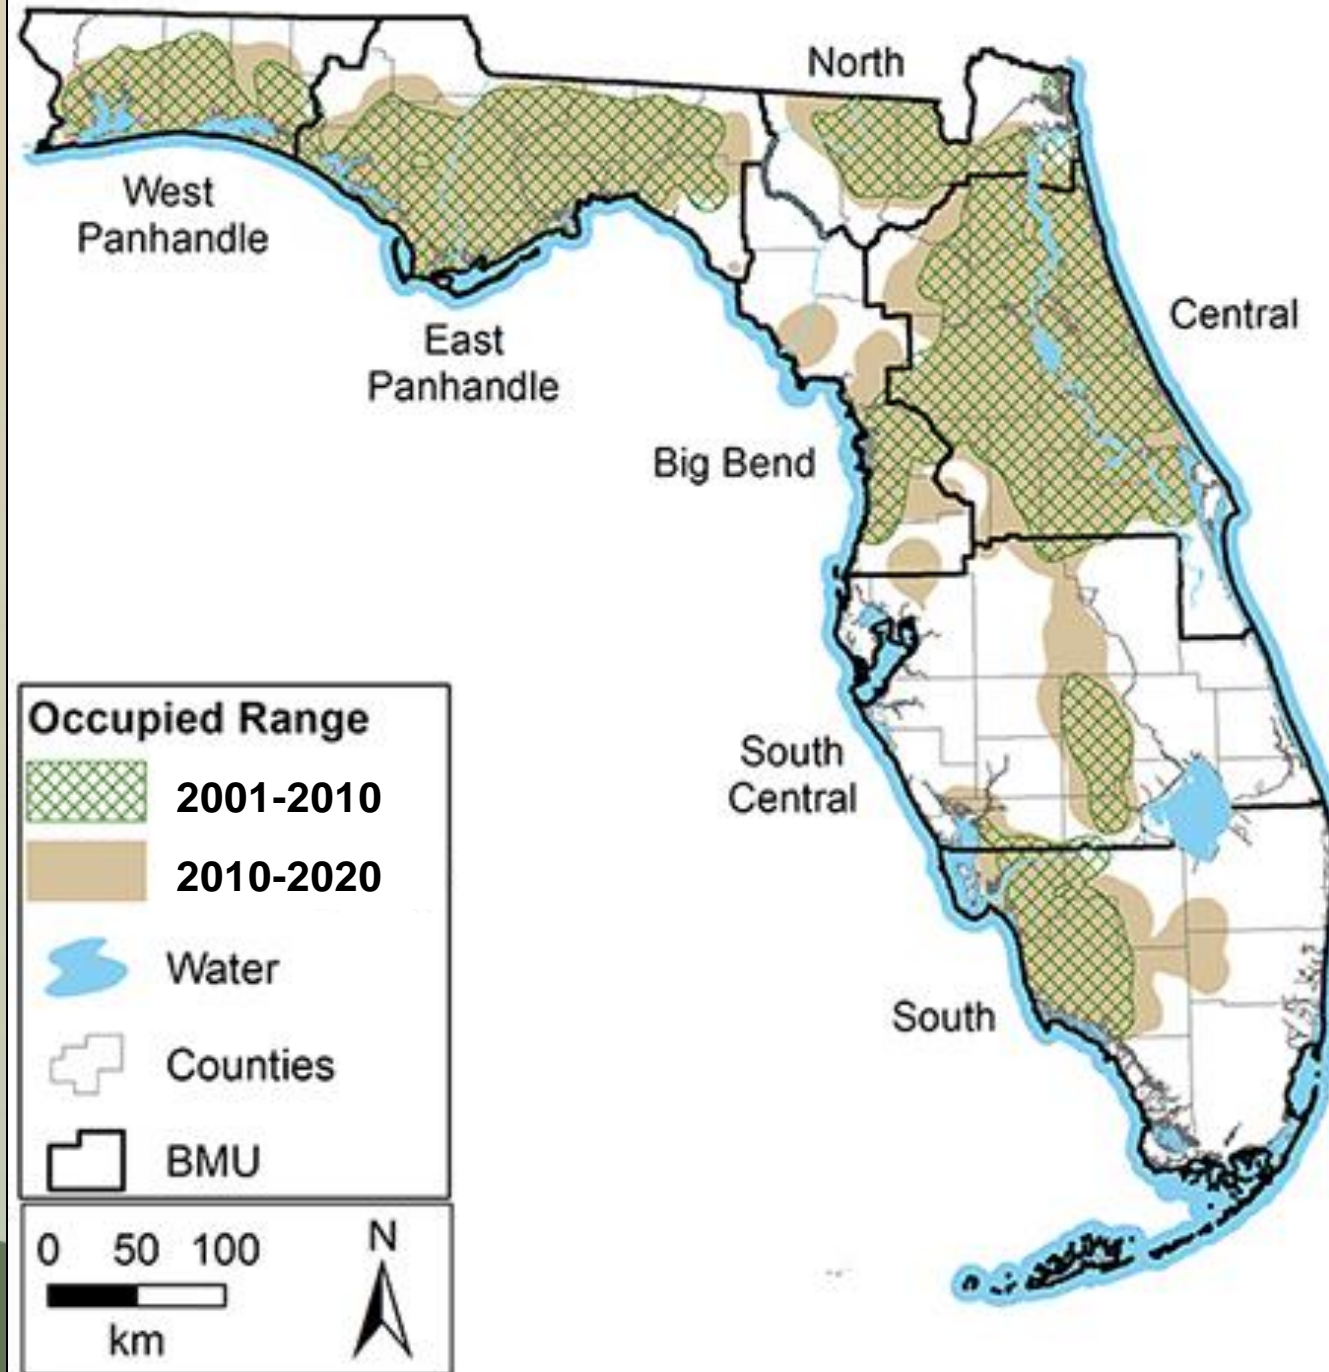 North
West
Panhandle
Central
East
Panhandle
Big Bend
Occupied Range
2001-2010
2010-2020
Water
Counties
BMU
South
Central
South
0 50 100
km
N